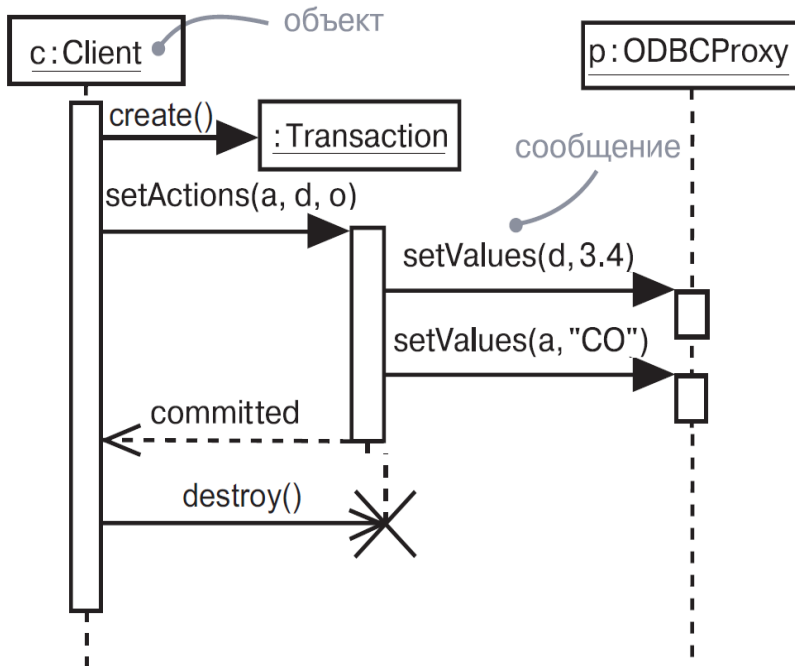 объект
c:Client
p:ODBCProxy
create()
:Transaction
сообщение
setActions(a, d, o)
setValues(d, 3.4)
setValues(a, "CO")
committed
destroy()